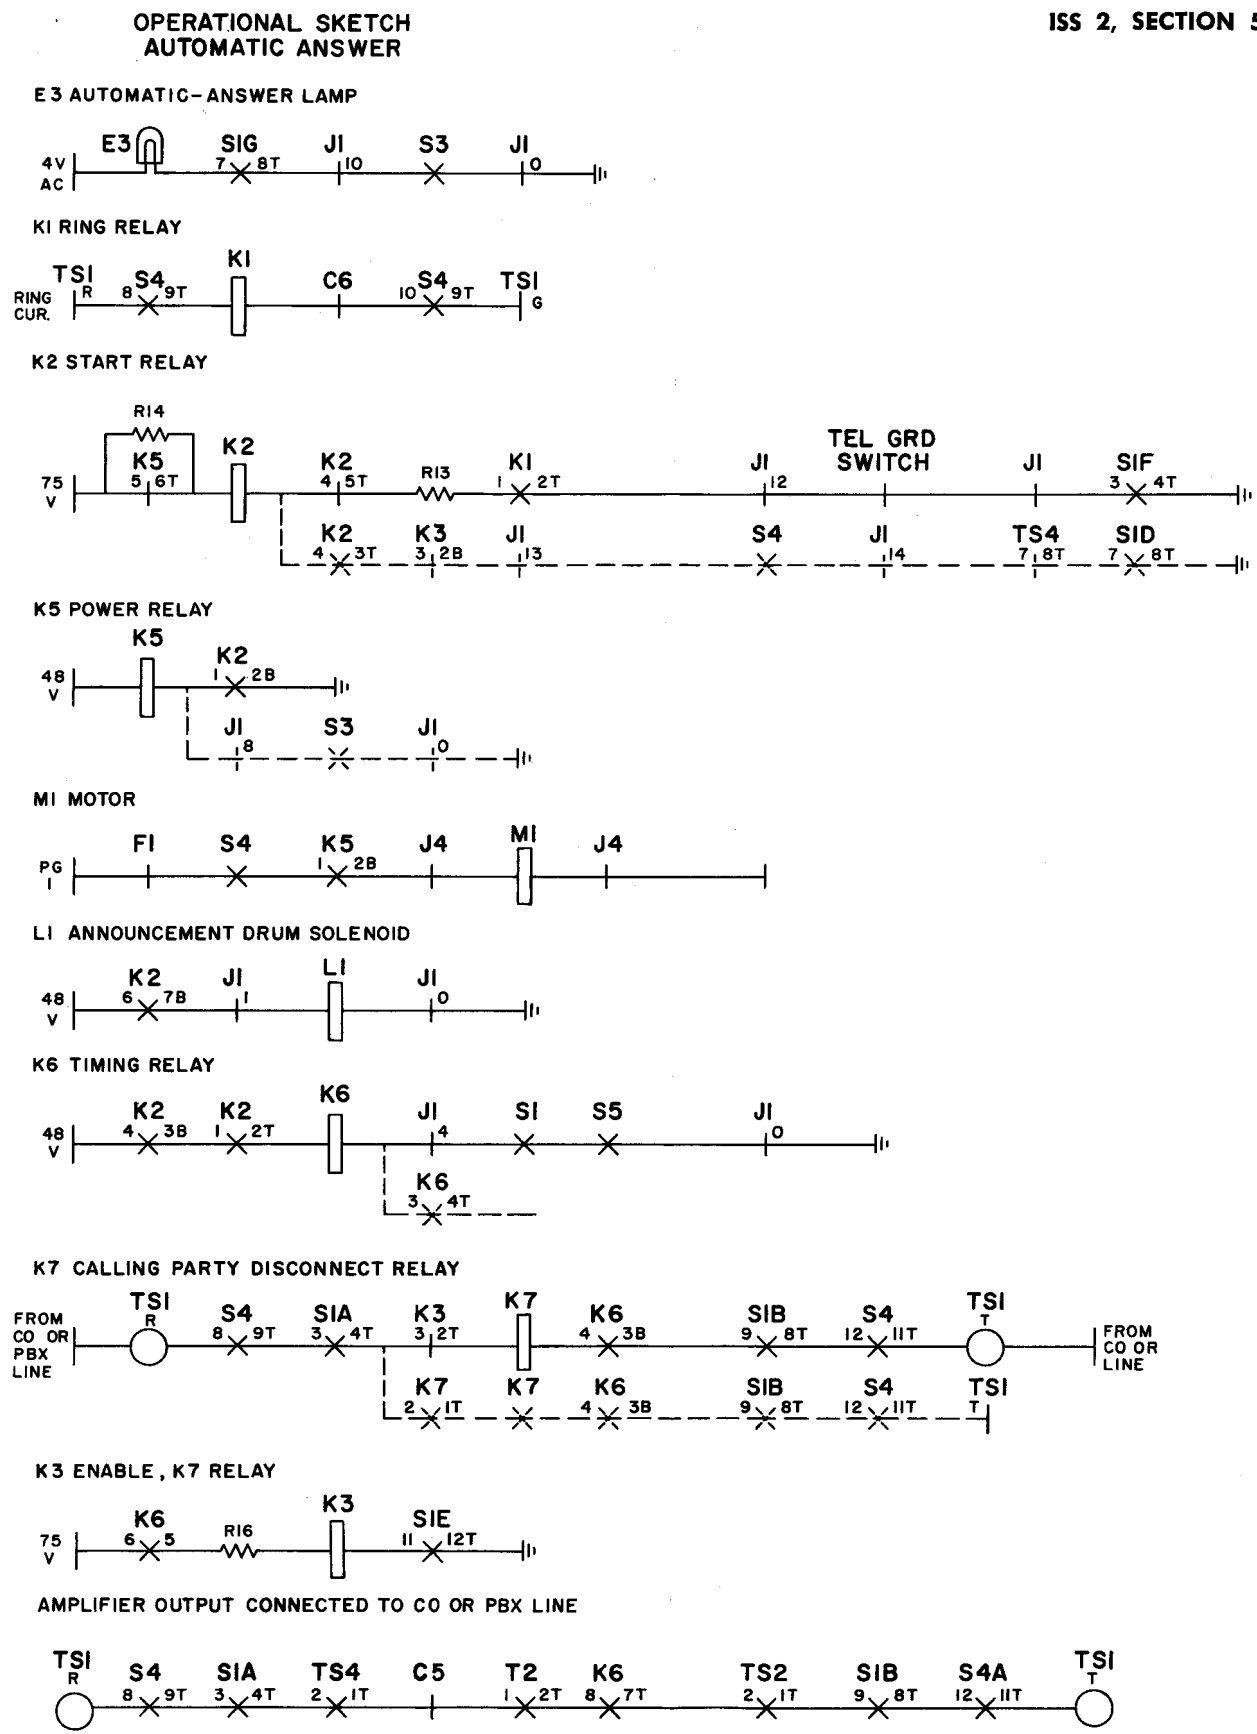 OPERATIONAL SKETCH
AUTOMATIC ANSWER
ISS 2, SECTION 5
E3 AUTOMATIC-ANSWER LAMP
E3 S1G J1 S3 J1
4V 7 8T 10 0
AC
K1 RING RELAY
TS1 S4 K1 C6 S4 TS1
RING R 8 9T 10 9T G
CUR.
K2 START RELAY
R14
K5 K2 K2 R13 K1 J1 TEL GRD SWITCH J1 S1F
75 V 5 6T 4 5T 1 2T 12 3 4T
K2 K3 J1 S4 J1 TS4 S1D
4 3T 3 2B 13 14 7 8T 7 8T
K5 POWER RELAY
K5 K2
48 V 1 2B
J1 S3 J1
8 0
M1 MOTOR
F1 S4 K5 J4 M1 J4
PG 1 1 2B
L1 ANNOUNCEMENT DRUM SOLENOID
K2 J1 L1 J1
48 V 6 7B 1 0
K6 TIMING RELAY
K2 K2 K6 J1 S1 S5 J1
48 V 4 3B 1 2T 4 0
K6
3 4T
K7 CALLING PARTY DISCONNECT RELAY
TS1 S4 S1A K3 K7 K6 S1B S4 TS1
R 8 9T 3 4T 3 2T 4 3B 9 8T 12 11T T
FROM
CO OR
PBX
LINE
FROM
CO OR
LINE
K7 K7 K6 S1B S4 TS1
2 1T 4 3B 9 8T 12 11T T
K3 ENABLE, K7 RELAY
K6 R16 K3 S1E
75 V 6 5 11 12T
AMPLIFIER OUTPUT CONNECTED TO CO OR PBX LINE
TS1 S4 S1A TS4 C5 T2 K6 TS2 S1B S4A TS1
R 8 9T 3 4T 2 1T 1 2T 8 7T 2 1T 9 8T 12 11T T